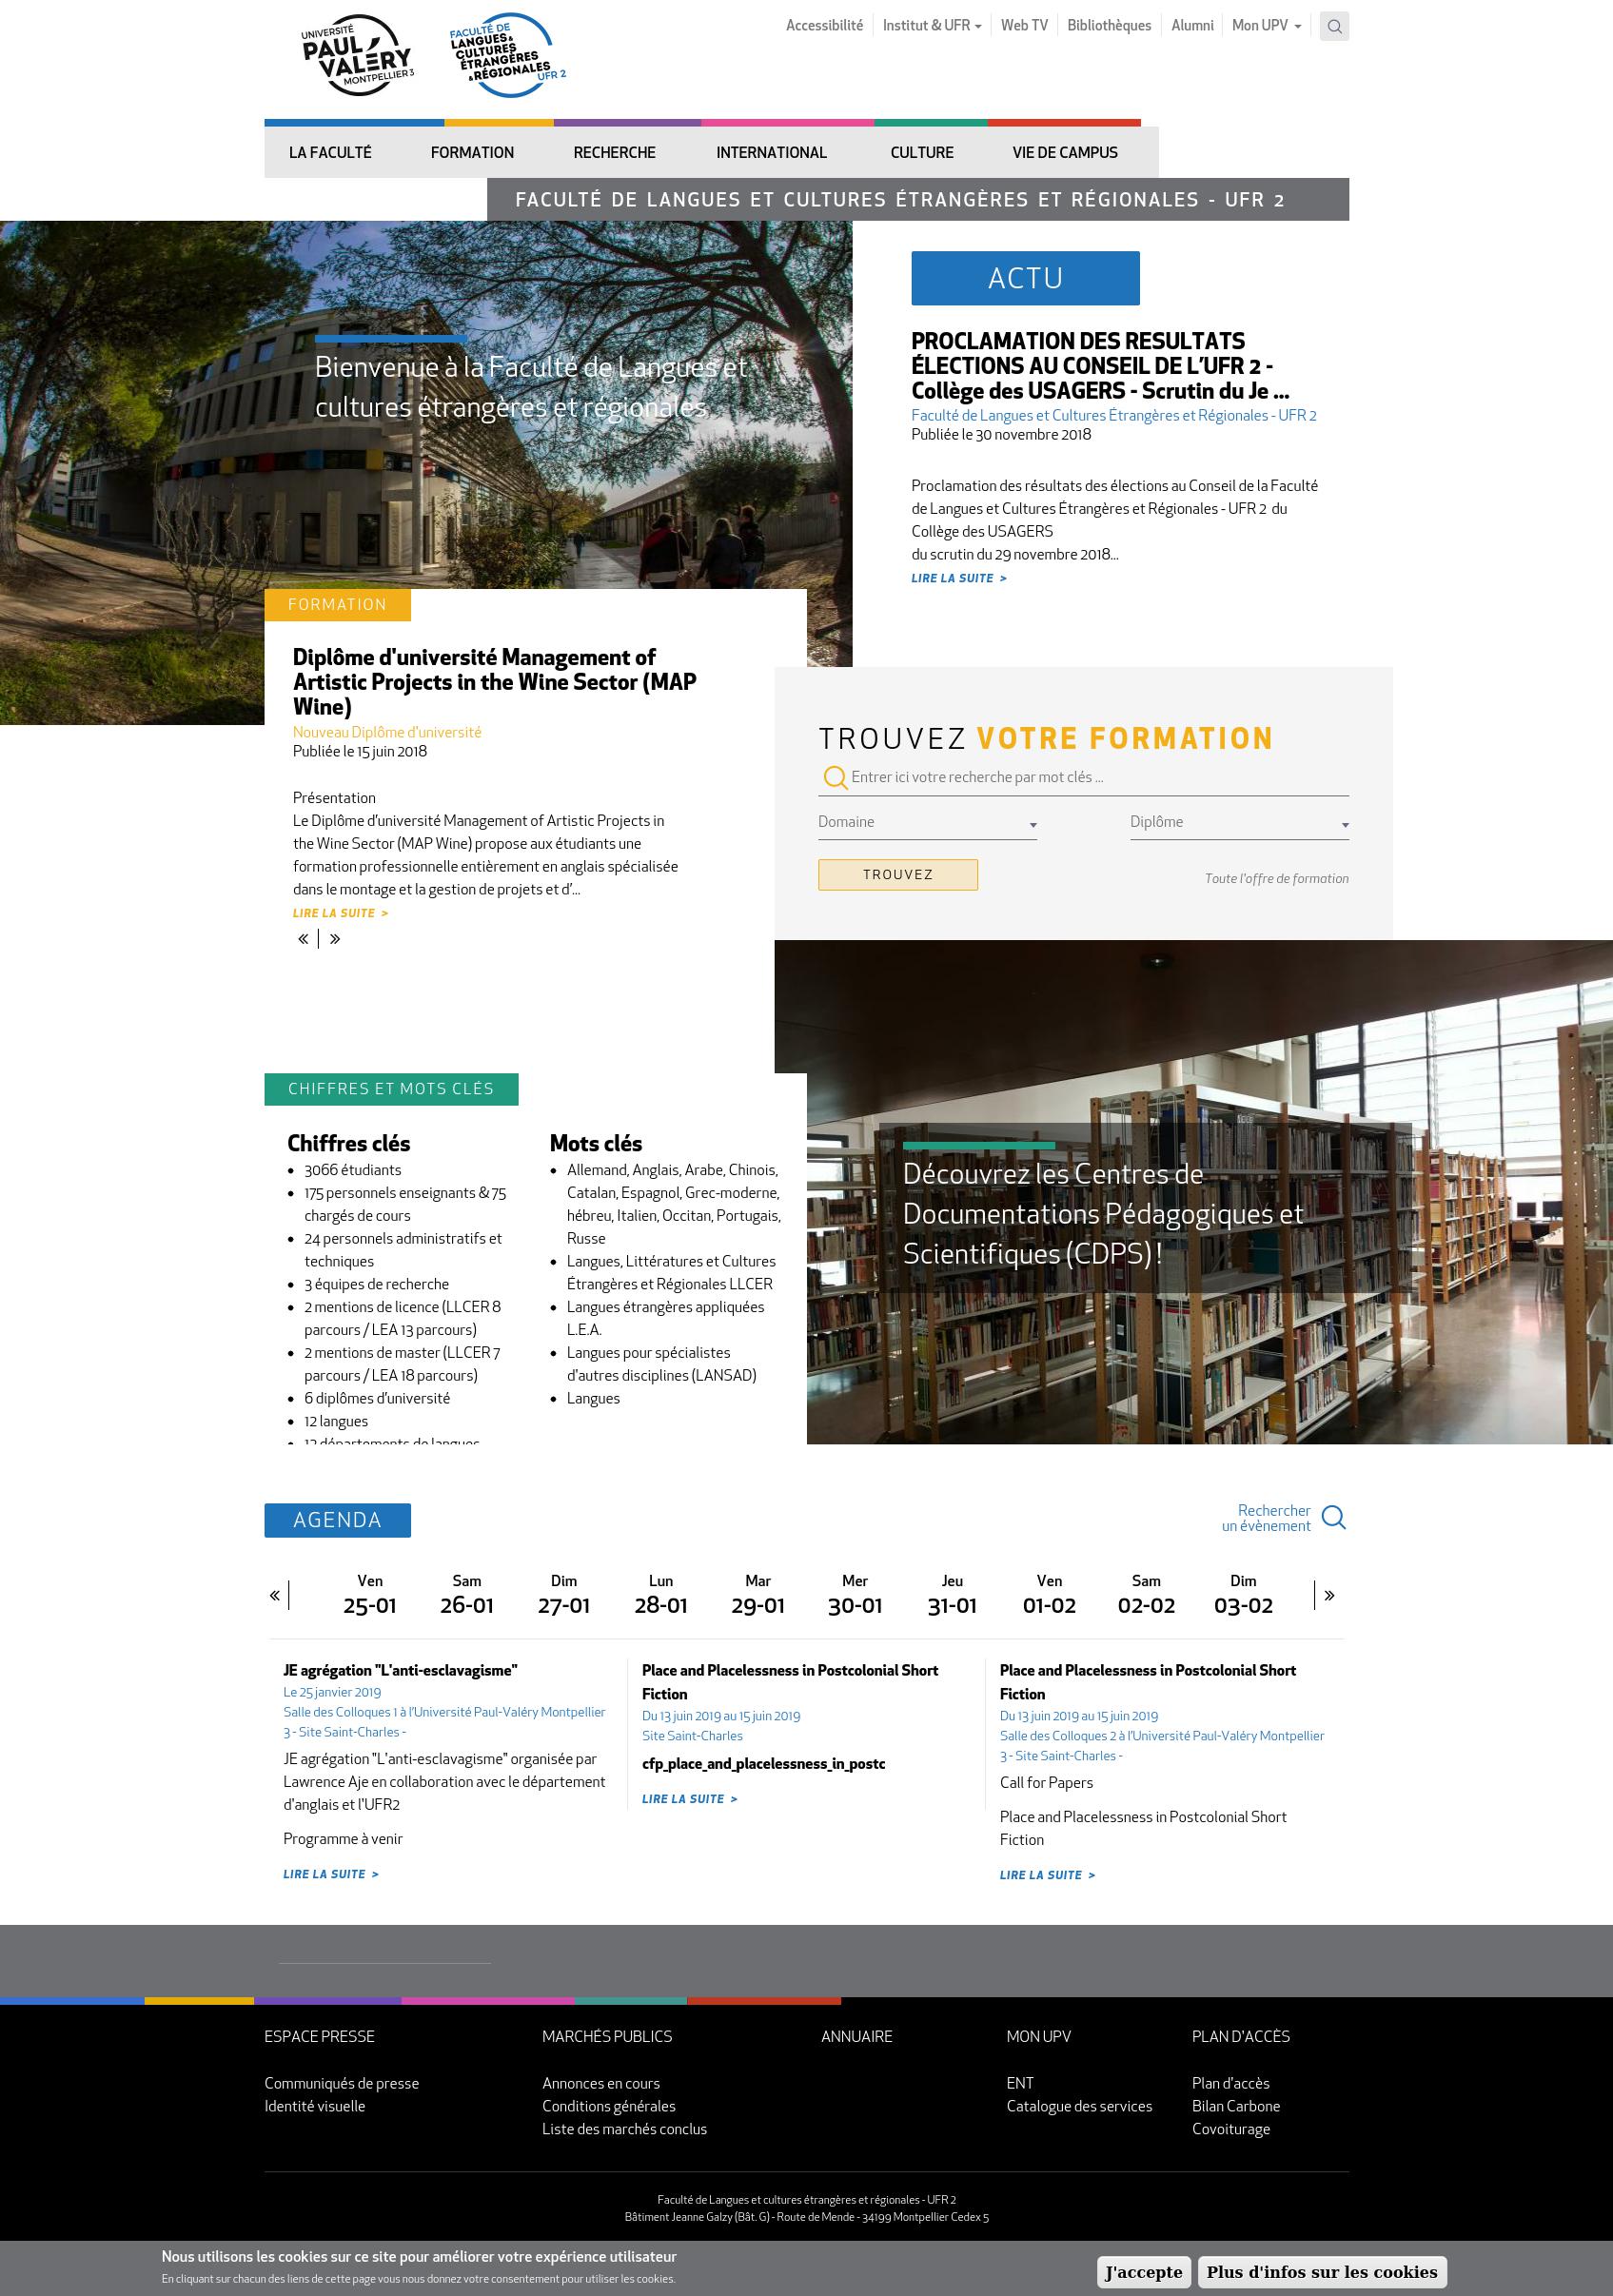 UNIVERSITÉ
PAUL
VALÉRY
MONTPELLIER 3
FACULTÉ DE
LANGUES &
CULTURES
ÉTRANGÈRES
& RÉGIONALES
UFR 2
Accessibilité
Institut & UFR
Web TV
Bibliothèques
Alumni
Mon UPV
LA FACULTÉ
FORMATION
RECHERCHE
INTERNATIONAL
CULTURE
VIE DE CAMPUS
FACULTÉ DE LANGUES ET CULTURES ÉTRANGÈRES ET RÉGIONALES - UFR 2
Bienvenue à la Faculté de Langues et
cultures étrangères et régionales
ACTU
PROCLAMATION DES RESULTATS
ÉLECTIONS AU CONSEIL DE L’UFR 2 -
Collège des USAGERS - Scrutin du Je ...
Faculté de Langues et Cultures Étrangères et Régionales - UFR 2
Publiée le 30 novembre 2018
Proclamation des résultats des élections au Conseil de la Faculté
de Langues et Cultures Étrangères et Régionales - UFR 2  du
Collège des USAGERS
du scrutin du 29 novembre 2018...
LIRE LA SUITE >
FORMATION
Diplôme d'université Management of
Artistic Projects in the Wine Sector (MAP
Wine)
Nouveau Diplôme d'université
Publiée le 15 juin 2018
Présentation
Le Diplôme d’université Management of Artistic Projects in
the Wine Sector (MAP Wine) propose aux étudiants une
formation professionnelle entièrement en anglais spécialisée
dans le montage et la gestion de projets et d’...
LIRE LA SUITE >
« | »
TROUVEZ VOTRE FORMATION
Entrer ici votre recherche par mot clés ...
Domaine
Diplôme
TROUVEZ
Toute l'offre de formation
CHIFFRES ET MOTS CLÉS
Chiffres clés
3066 étudiants
175 personnels enseignants & 75
chargés de cours
24 personnels administratifs et
techniques
3 équipes de recherche
2 mentions de licence (LLCER 8
parcours / LEA 13 parcours)
2 mentions de master (LLCER 7
parcours / LEA 18 parcours)
6 diplômes d’université
12 langues
Mots clés
Allemand, Anglais, Arabe, Chinois,
Catalan, Espagnol, Grec-moderne,
hébreu, Italien, Occitan, Portugais,
Russe
Langues, Littératures et Cultures
Étrangères et Régionales LLCER
Langues étrangères appliquées
L.E.A.
Langues pour spécialistes
d'autres disciplines (LANSAD)
Langues
Découvrez les Centres de
Documentations Pédagogiques et
Scientifiques (CDPS) !
AGENDA
Rechercher
un évènement
« | Ven Sam Dim Lun Mar Mer Jeu Ven Sam Dim | »
25-01 26-01 27-01 28-01 29-01 30-01 31-01 01-02 02-02 03-02
JE agrégation "L'anti-esclavagisme"
Le 25 janvier 2019
Salle des Colloques 1 à l’Université Paul-Valéry Montpellier
3 - Site Saint-Charles -
JE agrégation "L'anti-esclavagisme" organisée par
Lawrence Aje en collaboration avec le département
d'anglais et l'UFR2
Programme à venir
LIRE LA SUITE >
Place and Placelessness in Postcolonial Short
Fiction
Du 13 juin 2019 au 15 juin 2019
Site Saint-Charles
cfp_place_and_placelessness_in_postc
LIRE LA SUITE >
Place and Placelessness in Postcolonial Short
Fiction
Du 13 juin 2019 au 15 juin 2019
Salle des Colloques 2 à l’Université Paul-Valéry Montpellier
3 - Site Saint-Charles -
Call for Papers
Place and Placelessness in Postcolonial Short
Fiction
LIRE LA SUITE >
ESPACE PRESSE
Communiqués de presse
Identité visuelle
MARCHÉS PUBLICS
Annonces en cours
Conditions générales
Liste des marchés conclus
ANNUAIRE
MON UPV
ENT
Catalogue des services
PLAN D'ACCÈS
Plan d'accès
Bilan Carbone
Covoiturage
Faculté de Langues et cultures étrangères et régionales - UFR 2
Bâtiment Jeanne Galzy (Bât. G) - Route de Mende - 34199 Montpellier Cedex 5
Nous utilisons les cookies sur ce site pour améliorer votre expérience utilisateur
En cliquant sur chacun des liens de cette page vous nous donnez votre consentement pour utiliser les cookies.
J'accepte
Plus d'infos sur les cookies